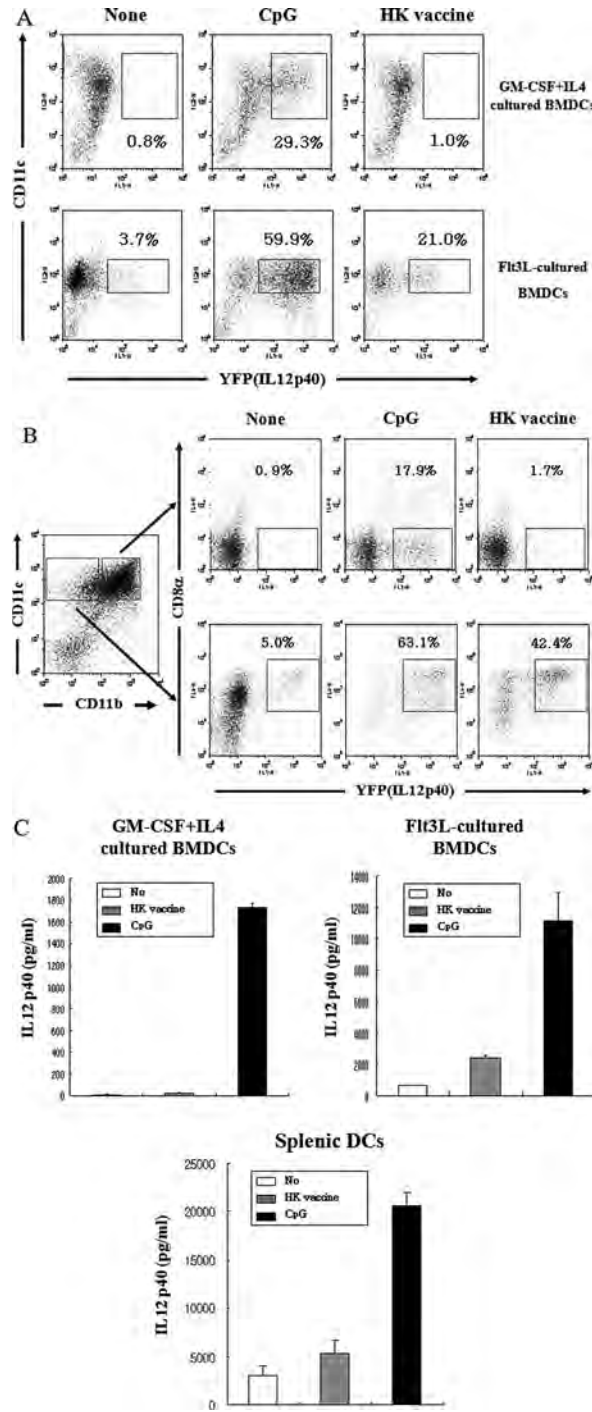 A
None CpG HK vaccine
0.8% 29.3% 1.0%
GM-CSF+IL4
cultured BMDCs
CD11c
3.7% 59.9% 21.0%
Flt3L-cultured
BMDCs
YFP(IL12p40)
B
None CpG HK vaccine
0.9% 17.9% 1.7%
CD11c
CD11b
CD8α
5.0% 63.1% 42.4%
YFP(IL12p40)
C
GM-CSF+IL4
cultured BMDCs
IL12 p40 (pg/ml)
2000
1800
1600
1400
1200
1000
800
600
400
200
0
No
HK vaccine
CpG
Flt3L-cultured
BMDCs
IL12 p40 (pg/ml)
14000
12000
10000
8000
6000
4000
2000
0
No
HK vaccine
CpG
Splenic DCs
IL12 p40 (pg/ml)
25000
20000
15000
10000
5000
0
No
HK vaccine
CpG